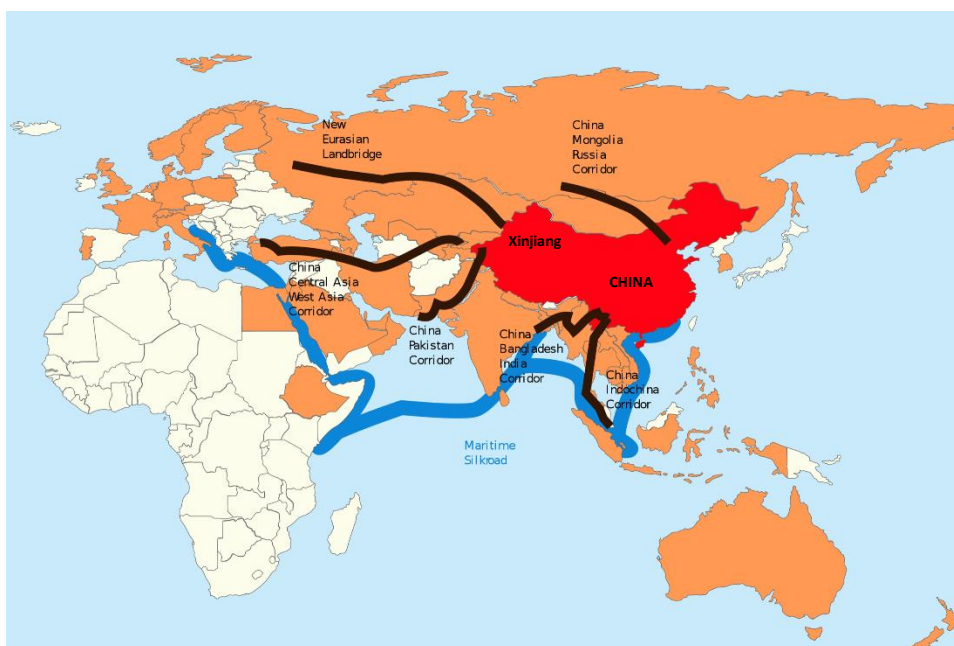 New
Eurasian
Landbridge
China
Mongolia
Russia
Corridor
Xinjiang
CHINA
China
Central Asia
West Asia
Corridor
China
Pakistan
Corridor
China
Bangladesh
India
Corridor
China
Indochina
Corridor
Maritime
Silkroad